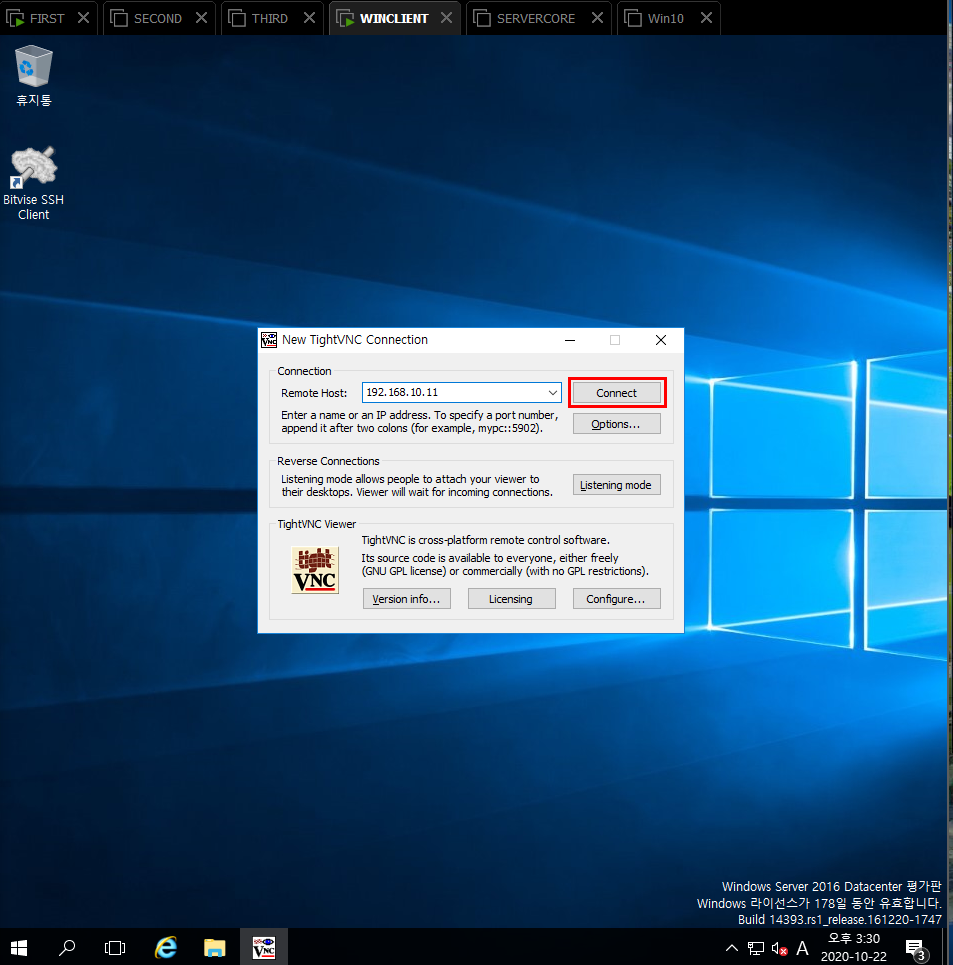 FIRST
SECOND
THIRD
WINCLIENT
SERVERCORE
Win10
휴지통
Bitvise SSH
Client
New TightVNC Connection
Connection
Remote Host:
192.168.10.11
Connect
Enter a name or an IP address. To specify a port number,
append it after two colons (for example, mypc::5902).
Options...
Reverse Connections
Listening mode allows people to attach your viewer to
their desktops. Viewer will wait for incoming connections.
Listening mode
TightVNC Viewer
tight
VNC
TightVNC is cross-platform remote control software.
Its source code is available to everyone, either freely
(GNU GPL license) or commercially (with no GPL restrictions).
Version info...
Licensing
Configure...
Windows Server 2016 Datacenter 평가판
Windows 라이선스가 178일 동안 유효합니다.
Build 14393.rs1_release.161220-1747
VNC
A
오후 3:30
2020-10-22
3